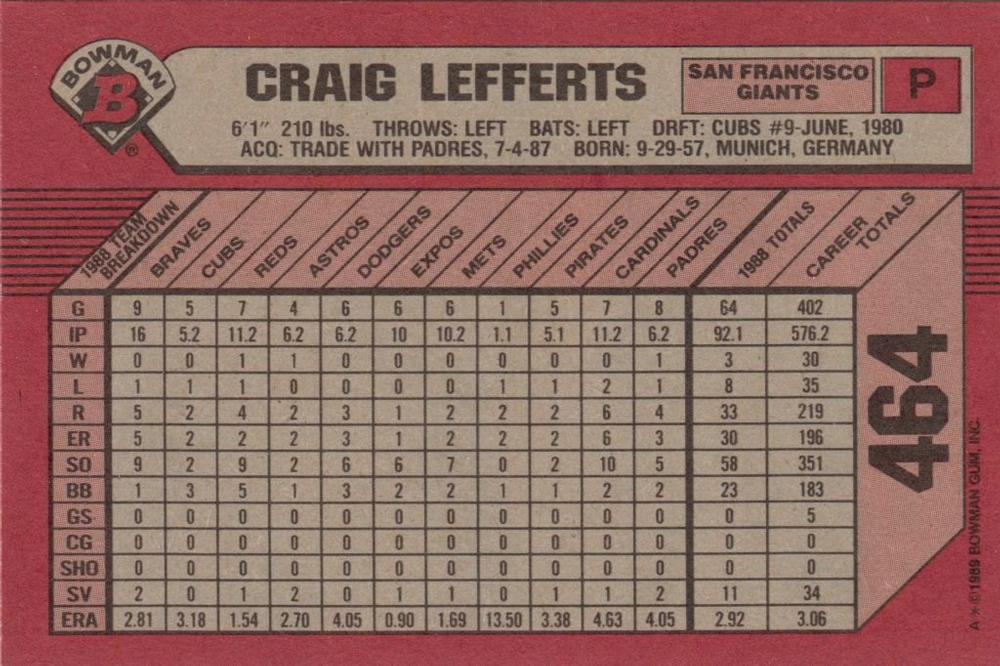 BOWMAN
B
®
CRAIG LEFFERTS
SAN FRANCISCO
GIANTS
P
6'1" 210 lbs. THROWS: LEFT BATS: LEFT DRFT: CUBS #9-JUNE, 1980
ACQ: TRADE WITH PADRES, 7-4-87 BORN: 9-29-57, MUNICH, GERMANY
1988 TEAM BREAKDOWN BRAVES CUBS REDS ASTROS DODGERS EXPOS METS PHILLIES PIRATES CARDINALS PADRES 1988 TOTALS CAREER TOTALS
G 9 5 7 4 6 6 6 1 5 7 8 64 402
IP 16 5.2 11.2 6.2 6.2 10 10.2 1.1 5.1 11.2 6.2 92.1 576.2
W 0 0 1 1 0 0 0 0 0 0 1 3 30
L 1 1 1 0 0 0 0 1 1 2 1 8 35
R 5 2 4 2 3 1 2 2 2 6 4 33 219
ER 5 2 2 2 3 1 2 2 2 6 3 30 196
SO 9 2 9 2 6 6 7 0 2 10 5 58 351
BB 1 3 5 1 3 2 2 1 1 2 2 23 183
GS 0 0 0 0 0 0 0 0 0 0 0 0 5
CG 0 0 0 0 0 0 0 0 0 0 0 0 0
SHO 0 0 0 0 0 0 0 0 0 0 0 0 0
SV 2 0 1 2 0 1 1 0 1 1 2 11 34
ERA 2.81 3.18 1.54 2.70 4.05 0.90 1.69 13.50 3.38 4.63 4.05 2.92 3.06
464
A * ©1989 BOWMAN GUM, INC.